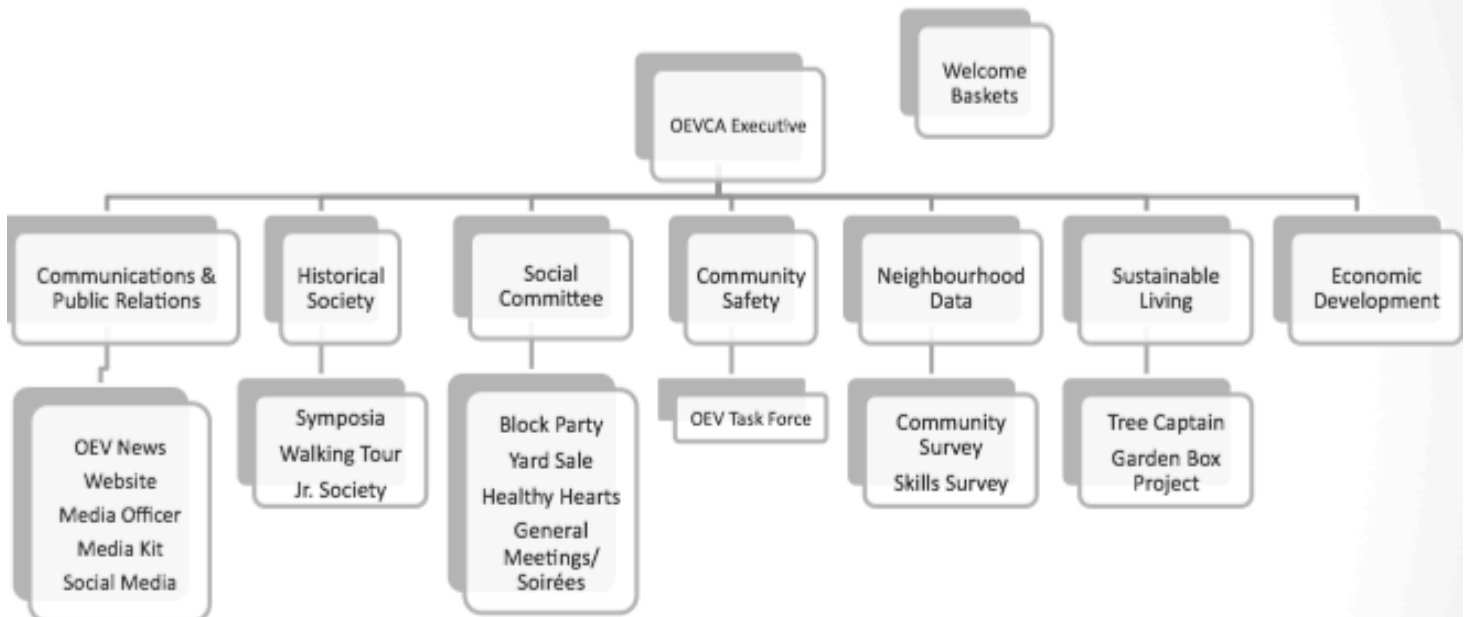 Welcome
Baskets
OEVCA Executive
Communications &
Public Relations
Historical
Society
Social
Committee
Community
Safety
Neighbourhood
Data
Sustainable
Living
Economic
Development
OEV News
Website
Media Officer
Media Kit
Social Media
Symposia
Walking Tour
Jr. Society
Block Party
Yard Sale
Healthy Hearts
General
Meetings/
Soirées
OEV Task Force
Community
Survey
Skills Survey
Tree Captain
Garden Box
Project